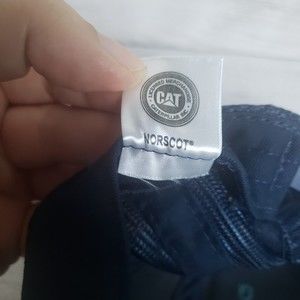 LICENSED MERCHANDISE
CAT
CATERPILLAR INC.
NORSCOT®